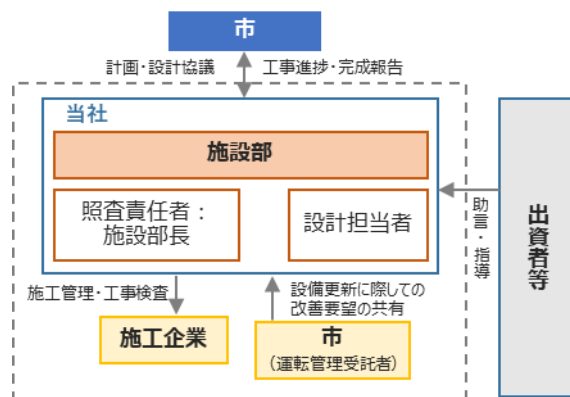 市
計画・設計協議
工事進捗・完成報告
当社
施設部
照査責任者：
施設部長
設計担当者
助言・指導
出資者等
施工管理・工事検査
設備更新に際しての
改善要望の共有
施工企業
市
（運転管理受託者）